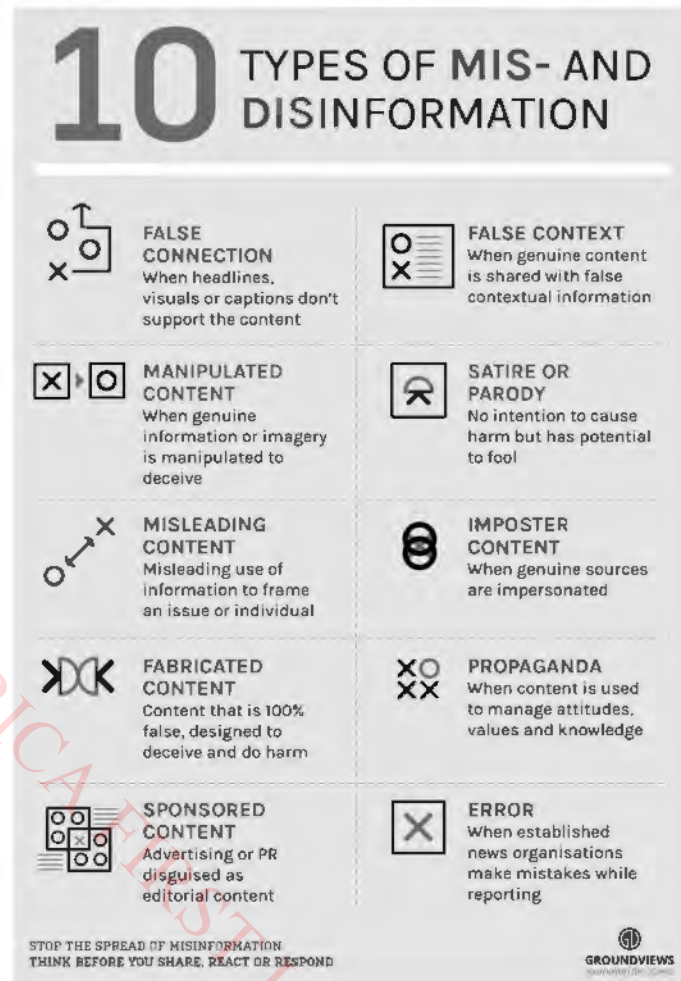 10 TYPES OF MIS- AND
DISINFORMATION
FALSE
CONNECTION
When headlines,
visuals or captions don't
support the content
FALSE CONTEXT
When genuine content
is shared with false
contextual information
MANIPULATED
CONTENT
When genuine
information or imagery
is manipulated to
deceive
SATIRE OR
PARODY
No intention to cause
harm but has potential
to fool
MISLEADING
CONTENT
Misleading use of
information to frame
an issue or individual
IMPOSTER
CONTENT
When genuine sources
are impersonated
FABRICATED
CONTENT
Content that is 100%
false, designed to
deceive and do harm
PROPAGANDA
When content is used
to manage attitudes,
values and knowledge
SPONSORED
CONTENT
Advertising or PR
disguised as
editorial content
ERROR
When established
news organisations
make mistakes while
reporting
STOP THE SPREAD OF MISINFORMATION
THINK BEFORE YOU SHARE, REACT OR RESPOND
GROUNDVIEWS
RICA FIRST L